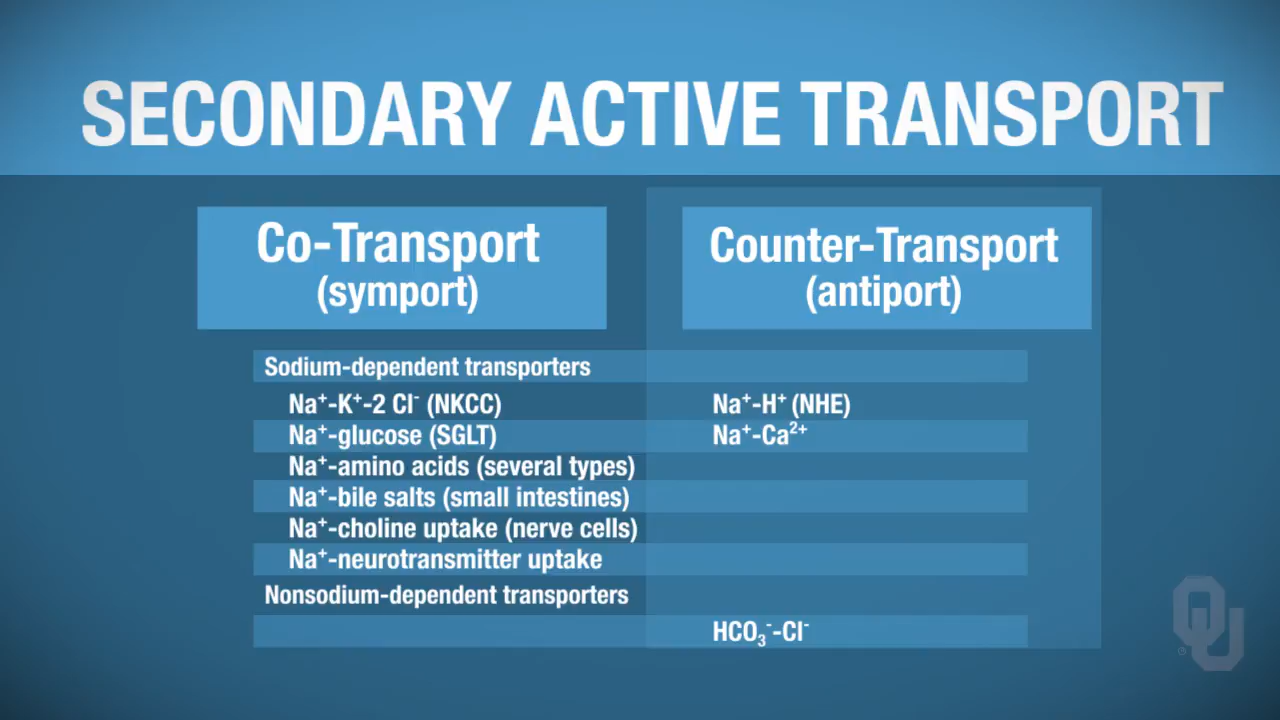 SECONDARY ACTIVE TRANSPORT
Co-Transport
(symport)
Counter-Transport
(antiport)
Sodium-dependent transporters
Na⁺-K⁺-2 Cl⁻ (NKCC)
Na⁺-H⁺ (NHE)
Na⁺-glucose (SGLT)
Na⁺-Ca²⁺
Na⁺-amino acids (several types)
Na⁺-bile salts (small intestines)
Na⁺-choline uptake (nerve cells)
Na⁺-neurotransmitter uptake
Nonsodium-dependent transporters
HCO₃⁻-Cl⁻
OU
®